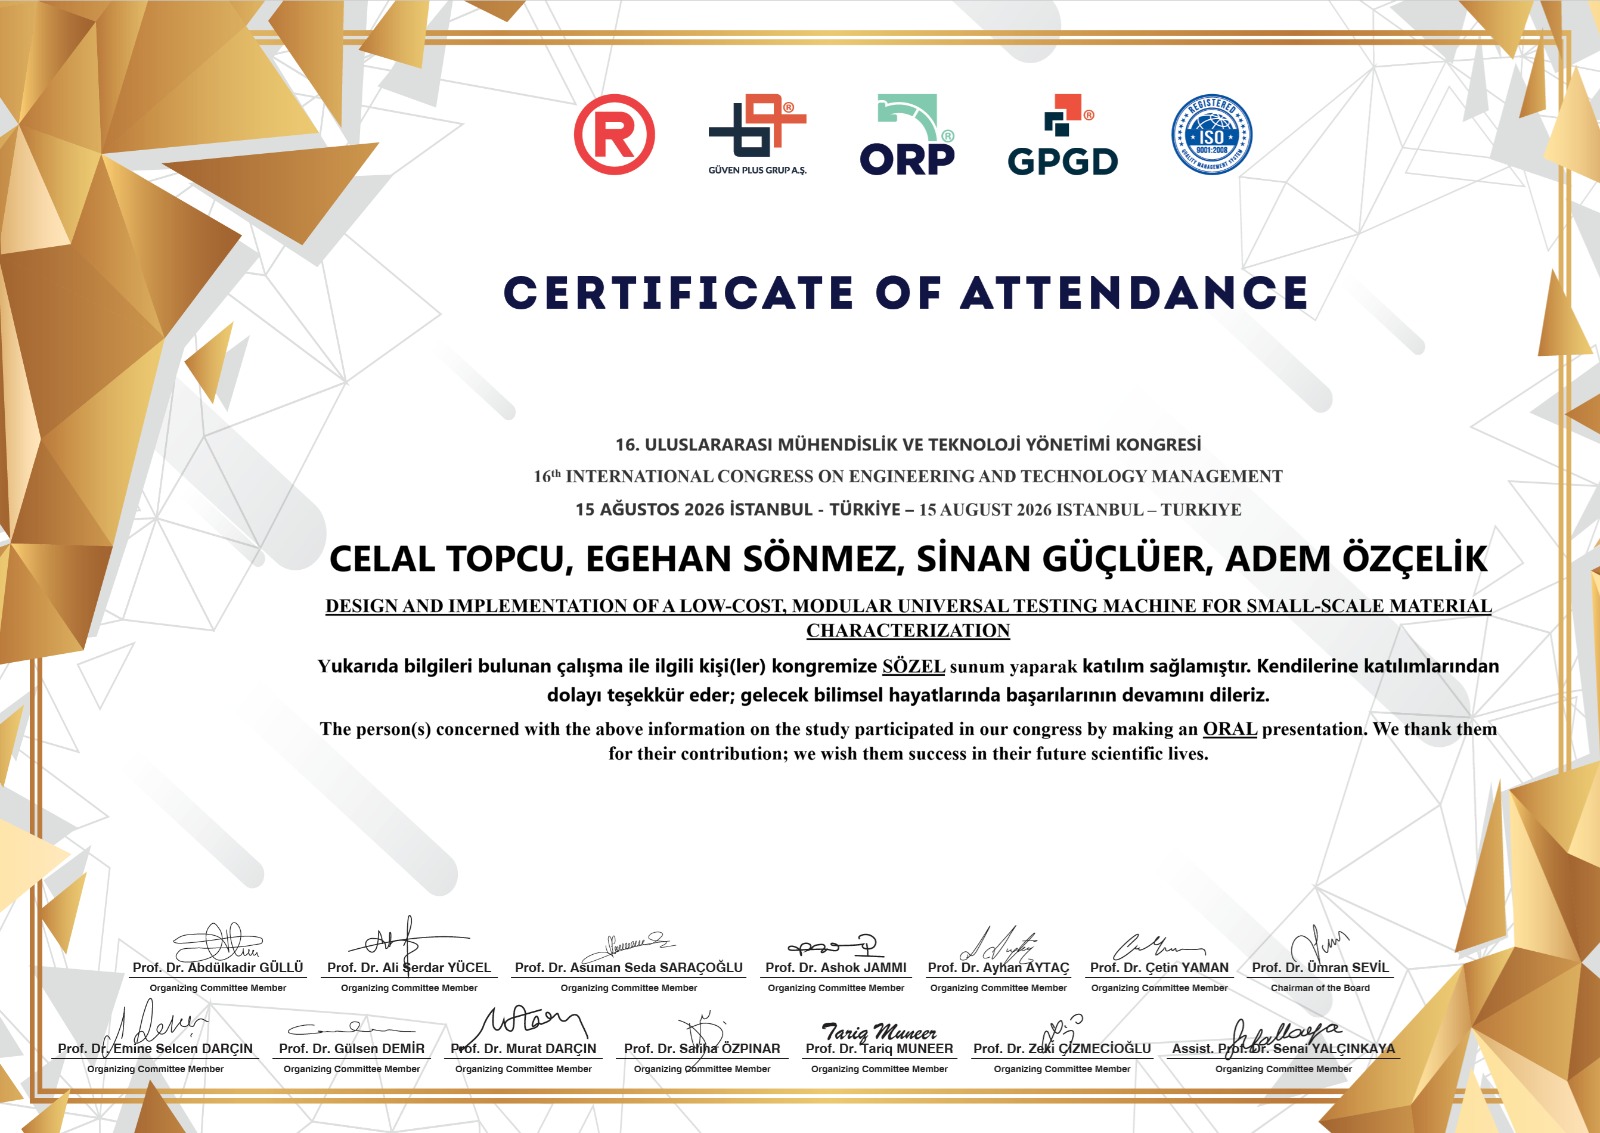 R
GÜVEN PLUS GRUP A.Ş. ®
ORP ®
GPGD ®
REGISTERED
ISO
9001:2008
QUALITY MANAGEMENT SYSTEM
CERTIFICATE OF ATTENDANCE
16. ULUSLARARASI MÜHENDİSLİK VE TEKNOLOJİ YÖNETİMİ KONGRESİ
16th INTERNATIONAL CONGRESS ON ENGINEERING AND TECHNOLOGY MANAGEMENT
15 AĞUSTOS 2026 İSTANBUL - TÜRKİYE – 15 AUGUST 2026 ISTANBUL – TURKIYE
CELAL TOPCU, EGEHAN SÖNMEZ, SİNAN GÜÇLÜER, ADEM ÖZÇELİK
DESIGN AND IMPLEMENTATION OF A LOW-COST, MODULAR UNIVERSAL TESTING MACHINE FOR SMALL-SCALE MATERIAL
CHARACTERIZATION
Yukarıda bilgileri bulunan çalışma ile ilgili kişi(ler) kongremize SÖZEL sunum yaparak katılım sağlamıştır. Kendilerine katılımlarından
dolayı teşekkür eder; gelecek bilimsel hayatlarında başarılarının devamını dileriz.
The person(s) concerned with the above information on the study participated in our congress by making an ORAL presentation. We thank them
for their contribution; we wish them success in their future scientific lives.
Prof. Dr. Abdülkadir GÜLLÜ Prof. Dr. Ali Serdar YÜCEL Prof. Dr. Asuman Seda SARAÇOĞLU Prof. Dr. Ashok JAMMI Prof. Dr. Ayhan AYTAÇ Prof. Dr. Çetin YAMAN Prof. Dr. Ümran SEVİL
Organizing Committee Member Organizing Committee Member Organizing Committee Member Organizing Committee Member Organizing Committee Member Organizing Committee Member Chairman of the Board
Tariq Muneer
Prof. Dr. Emine Selcen DARÇIN Prof. Dr. Gülsen DEMİR Prof. Dr. Murat DARÇIN Prof. Dr. Saliha ÖZPINAR Prof. Dr. Tariq MUNEER Prof. Dr. Zeki ÇİZMECİOĞLU Assist. Prof. Dr. Senai YALÇINKAYA
Organizing Committee Member Organizing Committee Member Organizing Committee Member Organizing Committee Member Organizing Committee Member Organizing Committee Member Organizing Committee Member